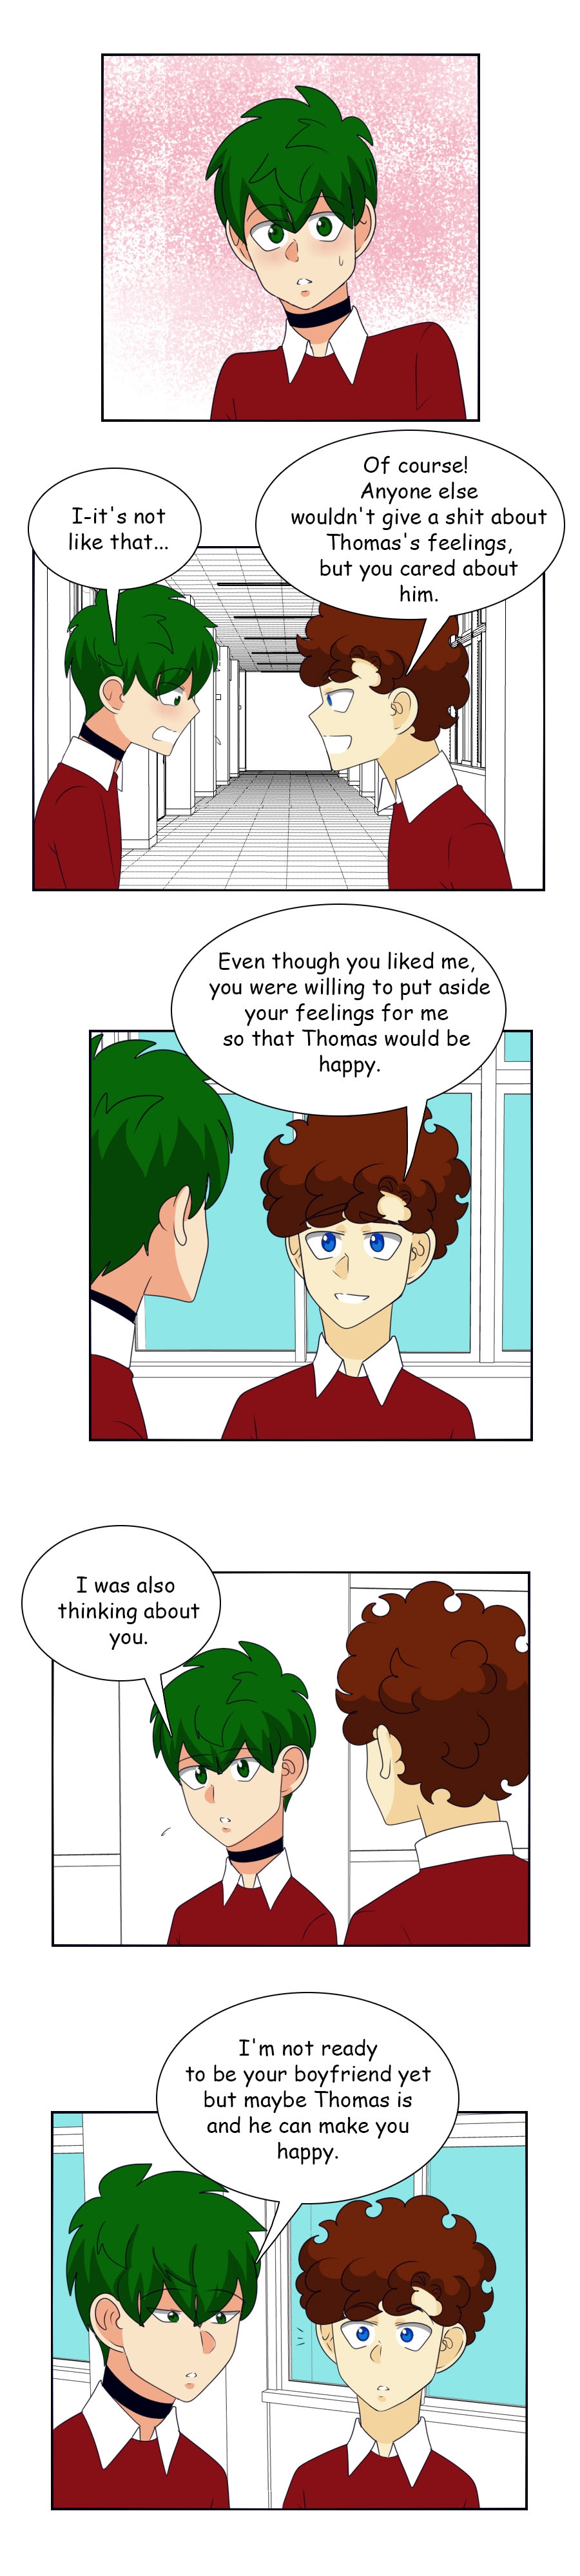 I-it's not
like that...
Of course!
Anyone else
wouldn't give a shit about
Thomas's feelings,
but you cared about
him.
Even though you liked me,
you were willing to put aside
your feelings for me
so that Thomas would be
happy.
I was also
thinking about
you.
I'm not ready
to be your boyfriend yet
but maybe Thomas is
and he can make you
happy.